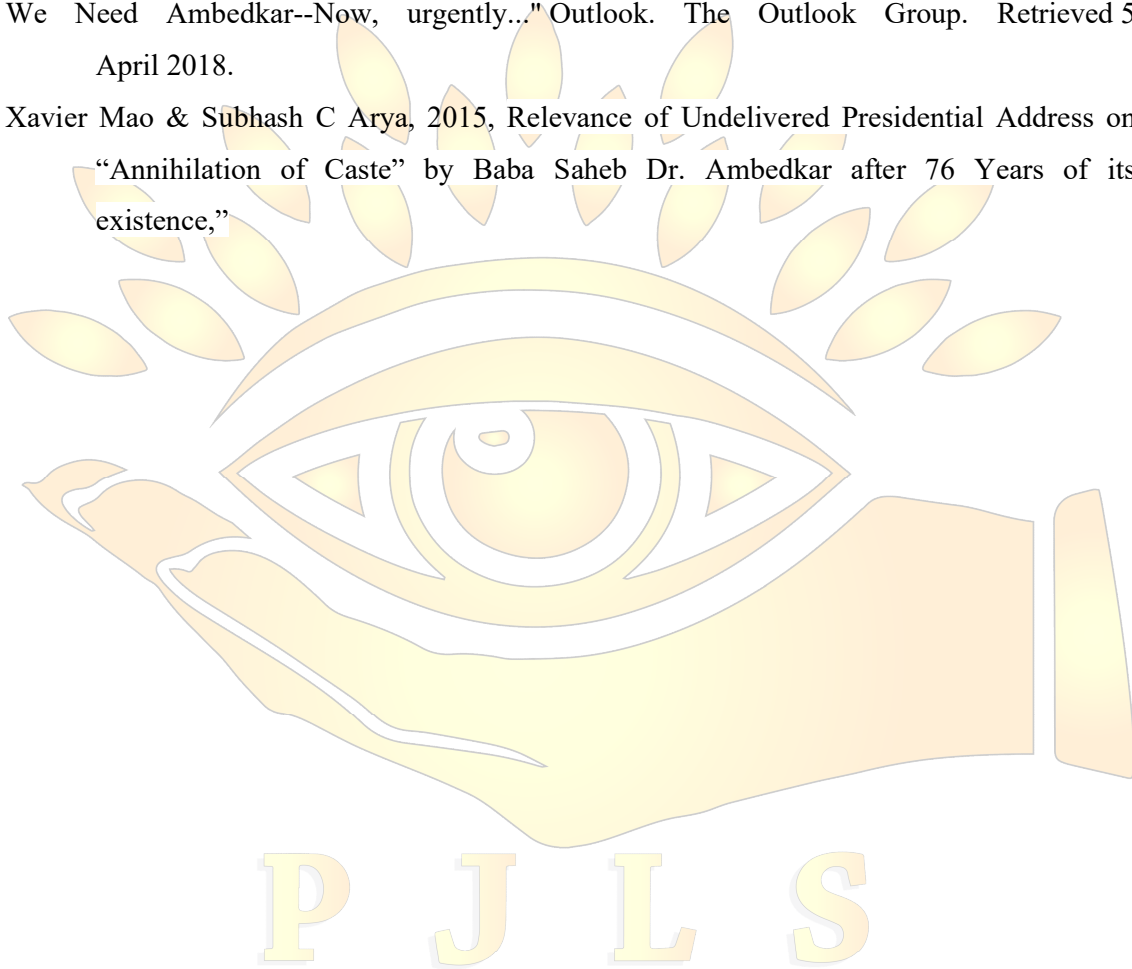 We Need Ambedkar--Now, urgently..." Outlook. The Outlook Group. Retrieved 5
April 2018.
Xavier Mao & Subhash C Arya, 2015, Relevance of Undelivered Presidential Address on
“Annihilation of Caste” by Baba Saheb Dr. Ambedkar after 76 Years of its
existence,”
P J L S